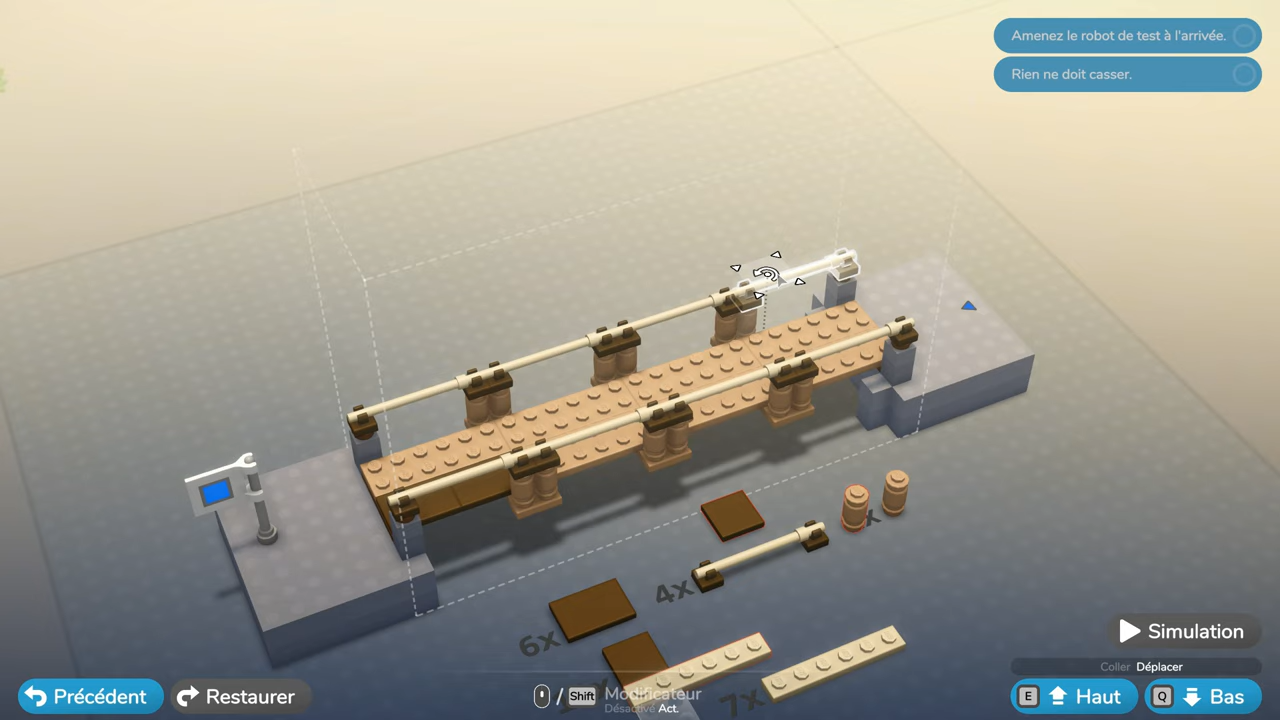 Amenez le robot de test à l'arrivée.
Rien ne doit casser.
4x
6x
7x
Simulation
Coller Déplacer
Précédent
Restaurer
/ Shift Modificateur
Désactivé Act.
E Haut
Q Bas